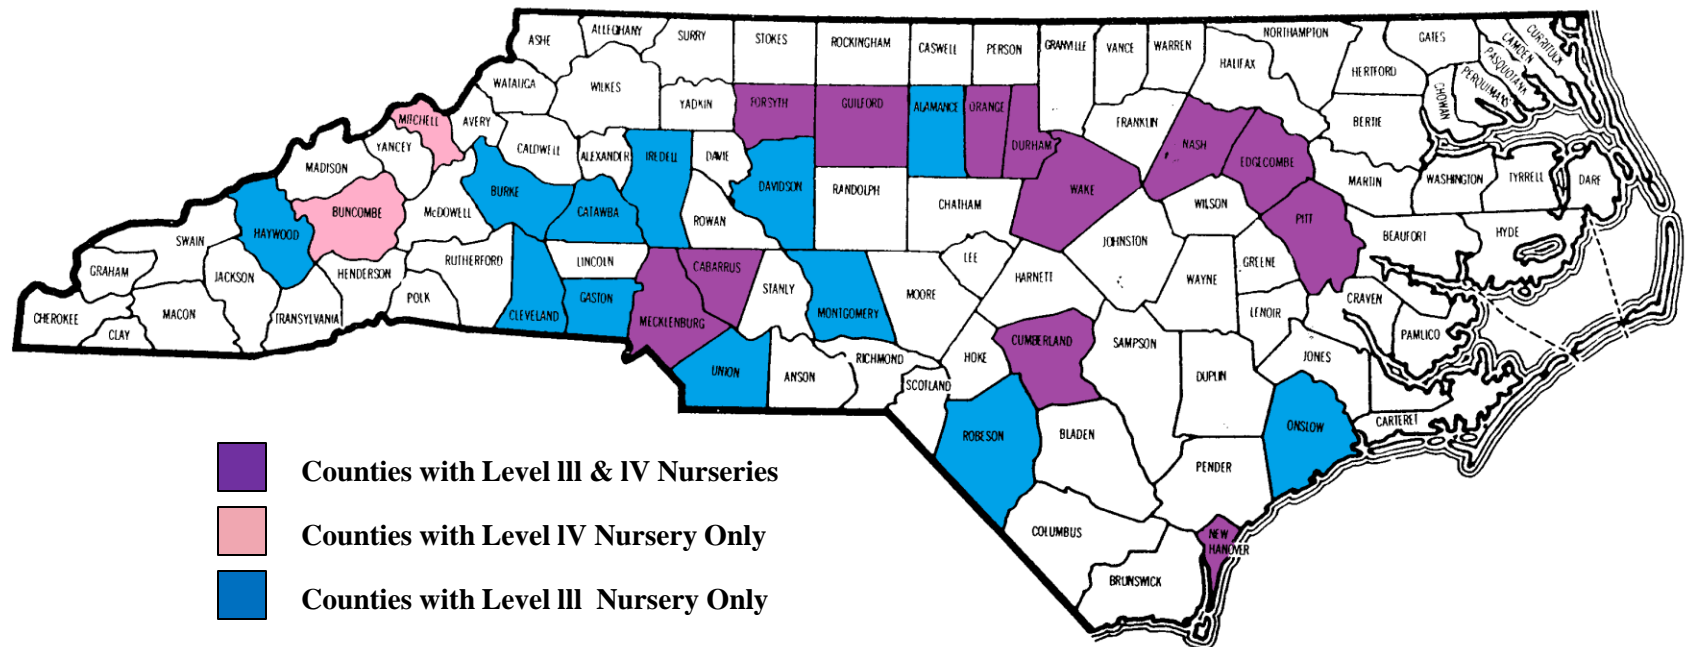 ASHE
ALLEGHANY
SURRY
STOKES
ROCKINGHAM
CASWELL
PERSON
GRANVILLE
VANCE
WARREN
NORTHAMPTON
HALIFAX
HERTFORD
GATES
CURRITUCK
CAMDEN
PASQUOTANK
PERQUIMANS
CHOWAN
WATAUGA
WILKES
YADKIN
FORSYTH
GUILFORD
ALAMANCE
ORANGE
DURHAM
FRANKLIN
NASH
EDGECOMBE
BERTIE
MITCHELL
AVERY
YANCEY
CALDWELL
ALEXANDER
IREDELL
DAVIE
MADISON
BURKE
CATAWBA
DAVIDSON
RANDOLPH
CHATHAM
WAKE
WILSON
MARTIN
WASHINGTON
TYRRELL
DARE
BUNCOMBE
McDOWELL
ROWAN
PITT
HAYWOOD
SWAIN
JOHNSTON
BEAUFORT
HYDE
GRAHAM
JACKSON
HENDERSON
RUTHERFORD
LINCOLN
CABARRUS
STANLY
MOORE
LEE
HARNETT
WAYNE
GREENE
CHEROKEE
CLAY
MACON
TRANSYLVANIA
POLK
CLEVELAND
GASTON
MECKLENBURG
MONTGOMERY
CUMBERLAND
SAMPSON
LENOIR
CRAVEN
PAMLICO
UNION
ANSON
RICHMOND
SCOTLAND
HOKE
DUPLIN
JONES
ROBESON
BLADEN
ONSLOW
CARTERET
PENDER
COLUMBUS
NEW
HANOVER
BRUNSWICK
Counties with Level lll & lV Nurseries
Counties with Level lV Nursery Only
Counties with Level lll Nursery Only